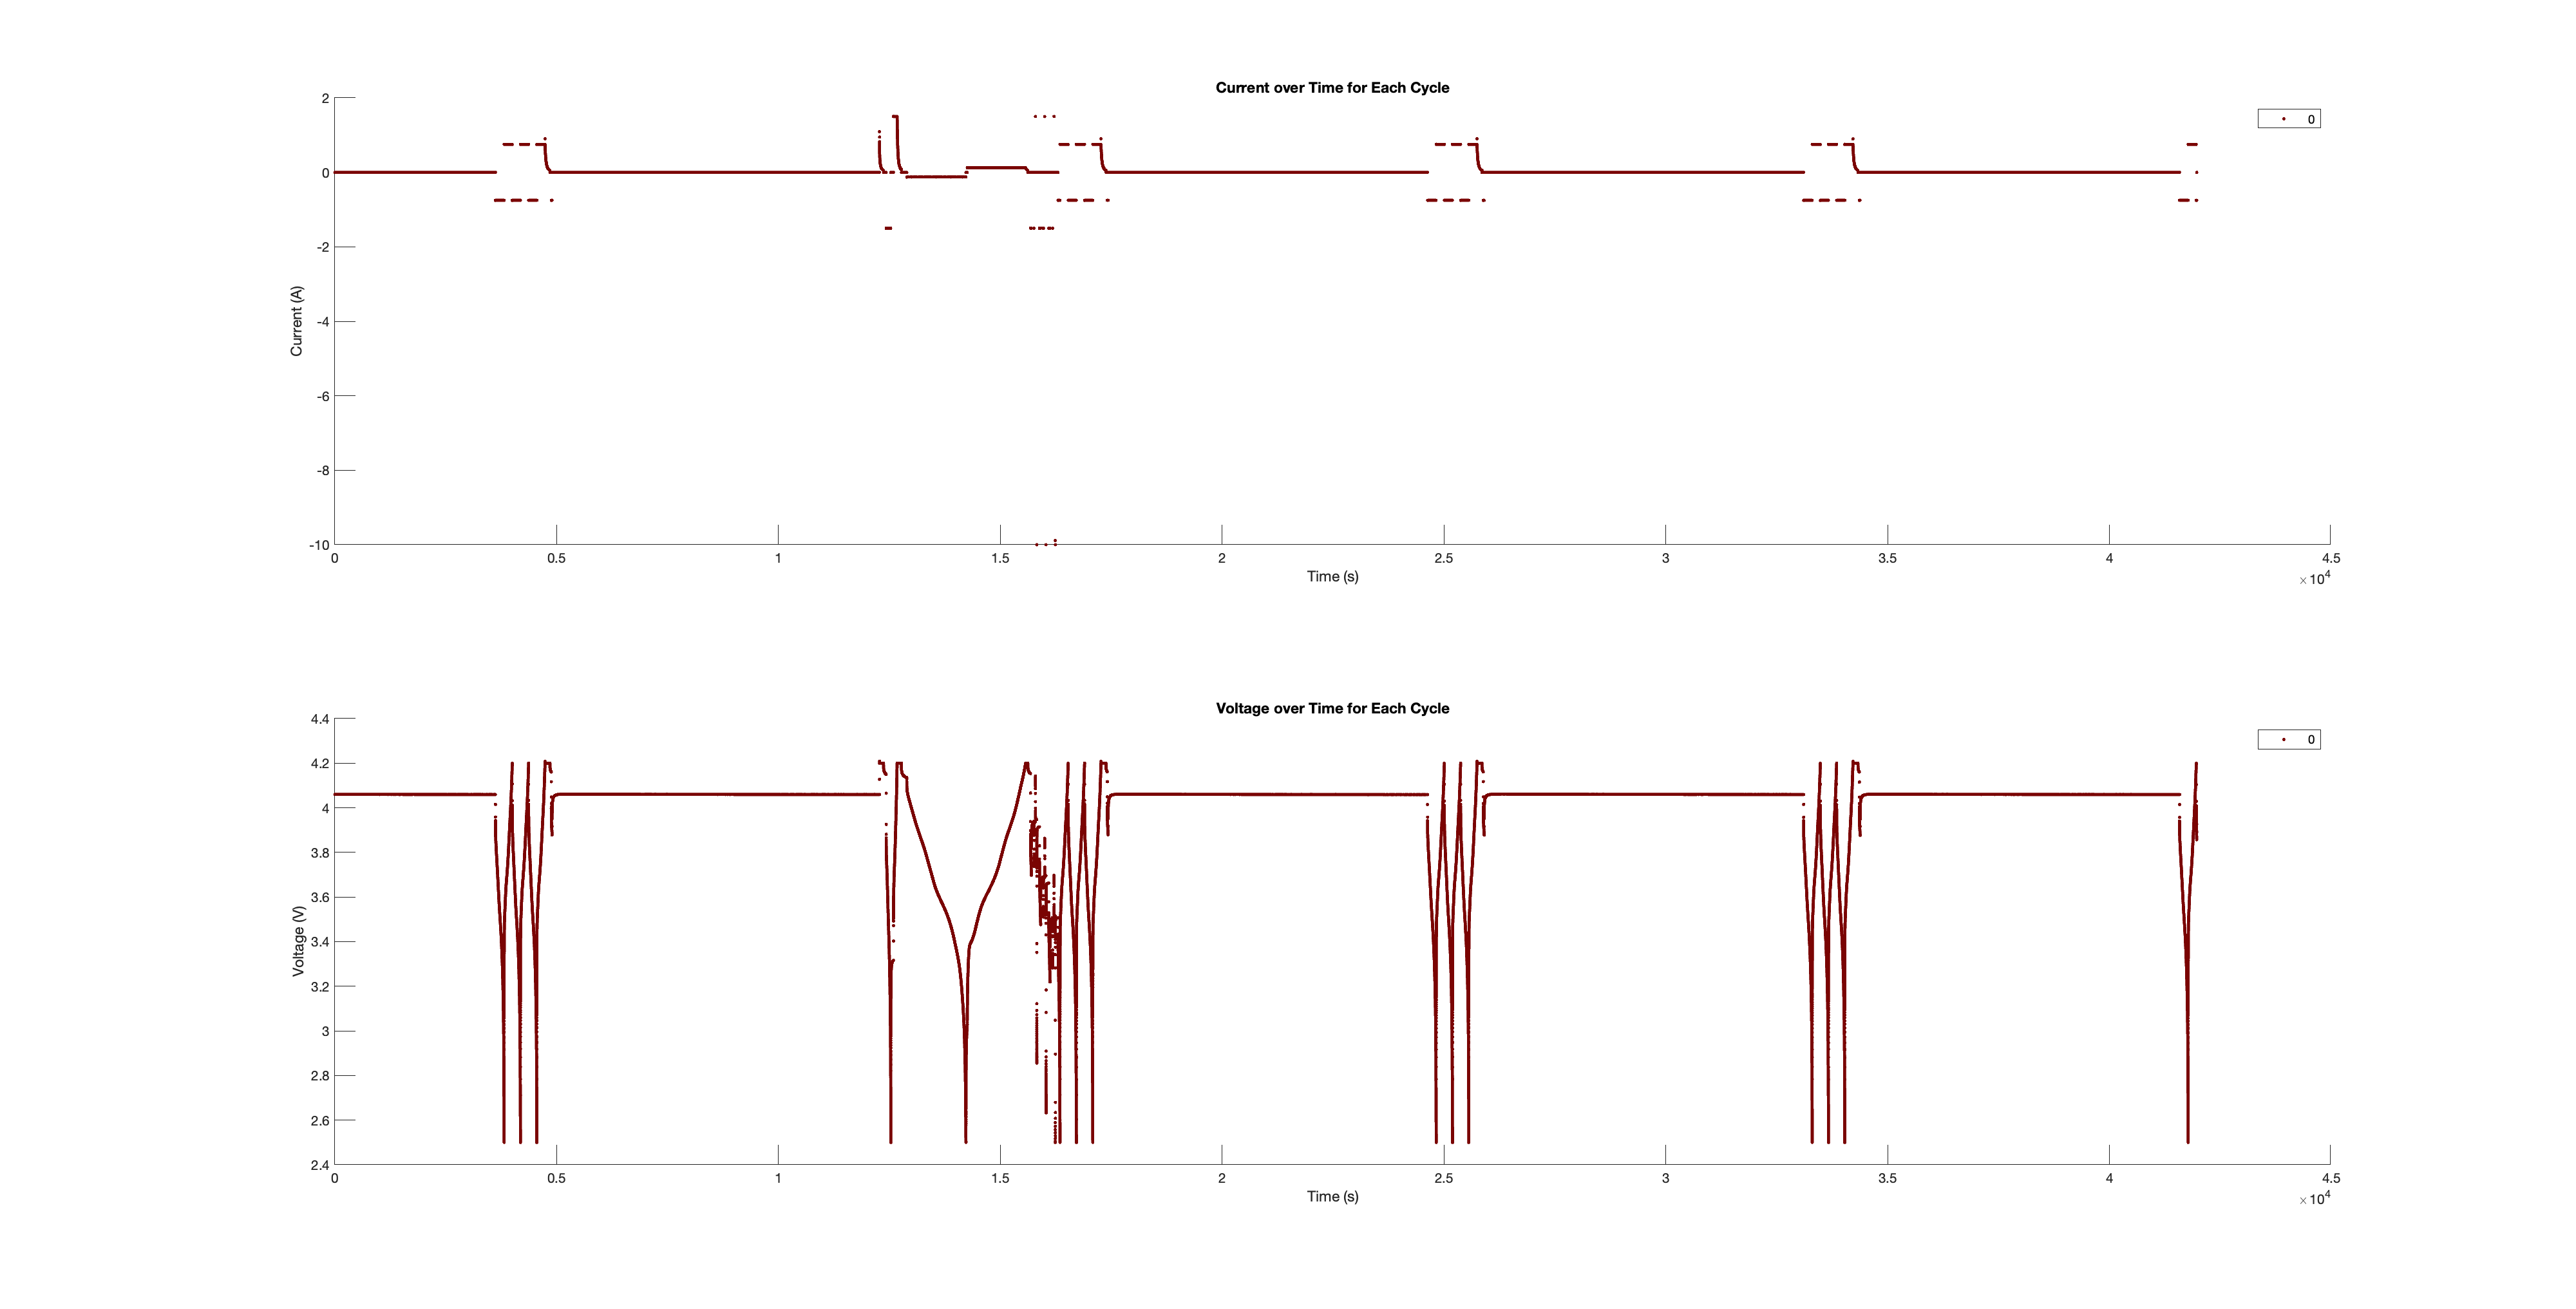 Current over Time for Each Cycle
2
0
-2
-4
-6
-8
-10
Current (A)
0
0 0.5 1 1.5 2 2.5 3 3.5 4 4.5
Time (s)
×10^4
Voltage over Time for Each Cycle
4.4
4.2
4
3.8
3.6
3.4
3.2
3
2.8
2.6
2.4
Voltage (V)
0
0 0.5 1 1.5 2 2.5 3 3.5 4 4.5
Time (s)
×10^4